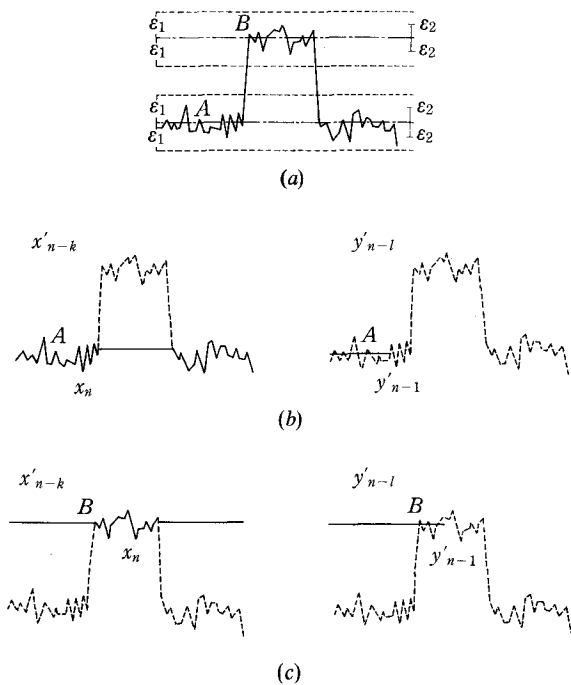 ε₁ B ε₂
ε₁ ε₂
ε₁ A ε₂
ε₁ ε₂
(a)
x′ₙ₋ₖ y′ₙ₋ₗ
A A
xₙ y′ₙ₋₁
(b)
x′ₙ₋ₖ y′ₙ₋ₗ
B B
xₙ y′ₙ₋₁
(c)